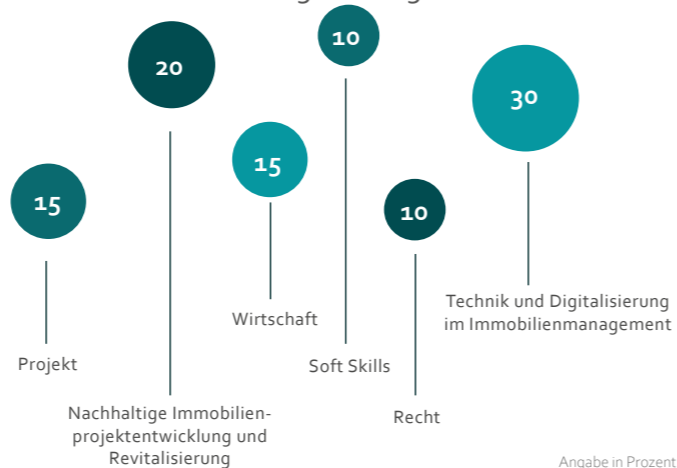 10
20
30
15
15
10
Wirtschaft
Technik und Digitalisierung
im Immobilienmanagement
Projekt
Soft Skills
Nachhaltige Immobilien-
projektentwicklung und
Revitalisierung
Recht
Angabe in Prozent